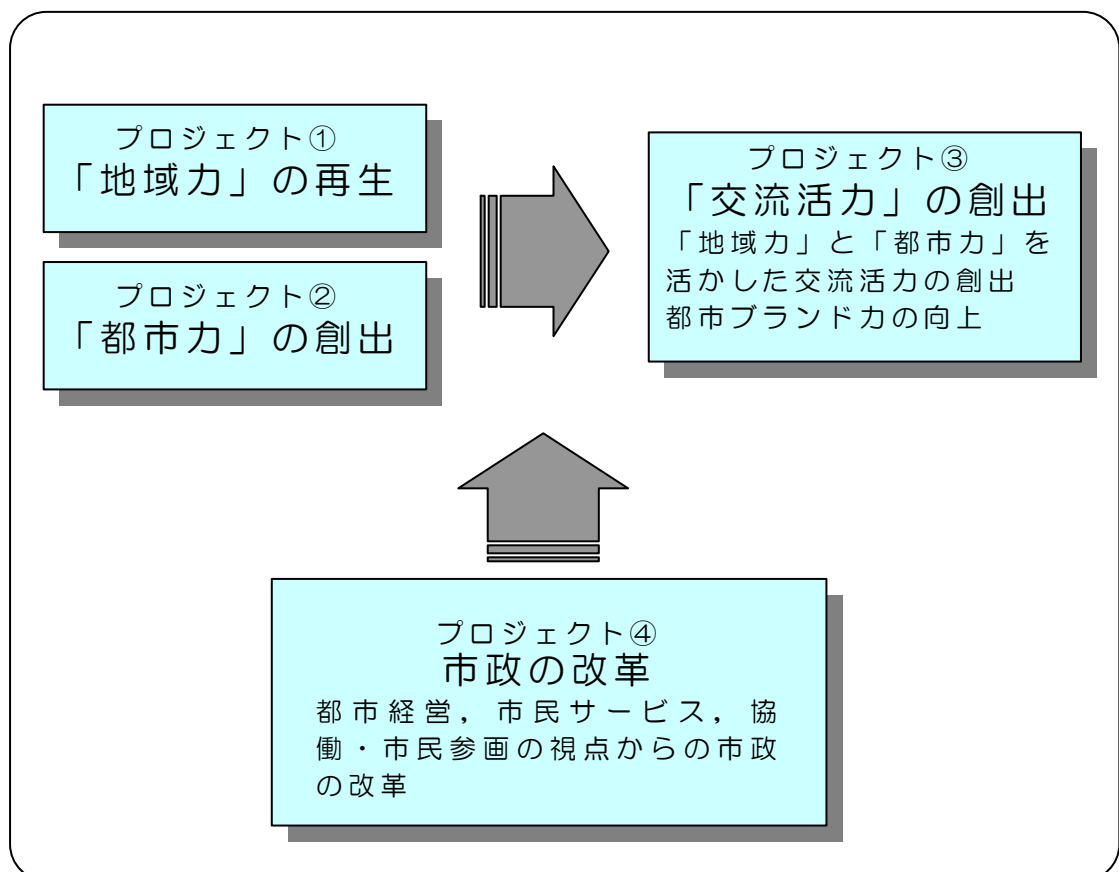 プロジェクト①
「地域力」の再生
プロジェクト②
「都市力」の創出
プロジェクト③
「交流活力」の創出
「地域力」と「都市力」を
活かした交流活力の創出
都市ブランド力の向上
プロジェクト④
市政の改革
都市経営，市民サービス，協
働・市民参画の視点からの市政
の改革